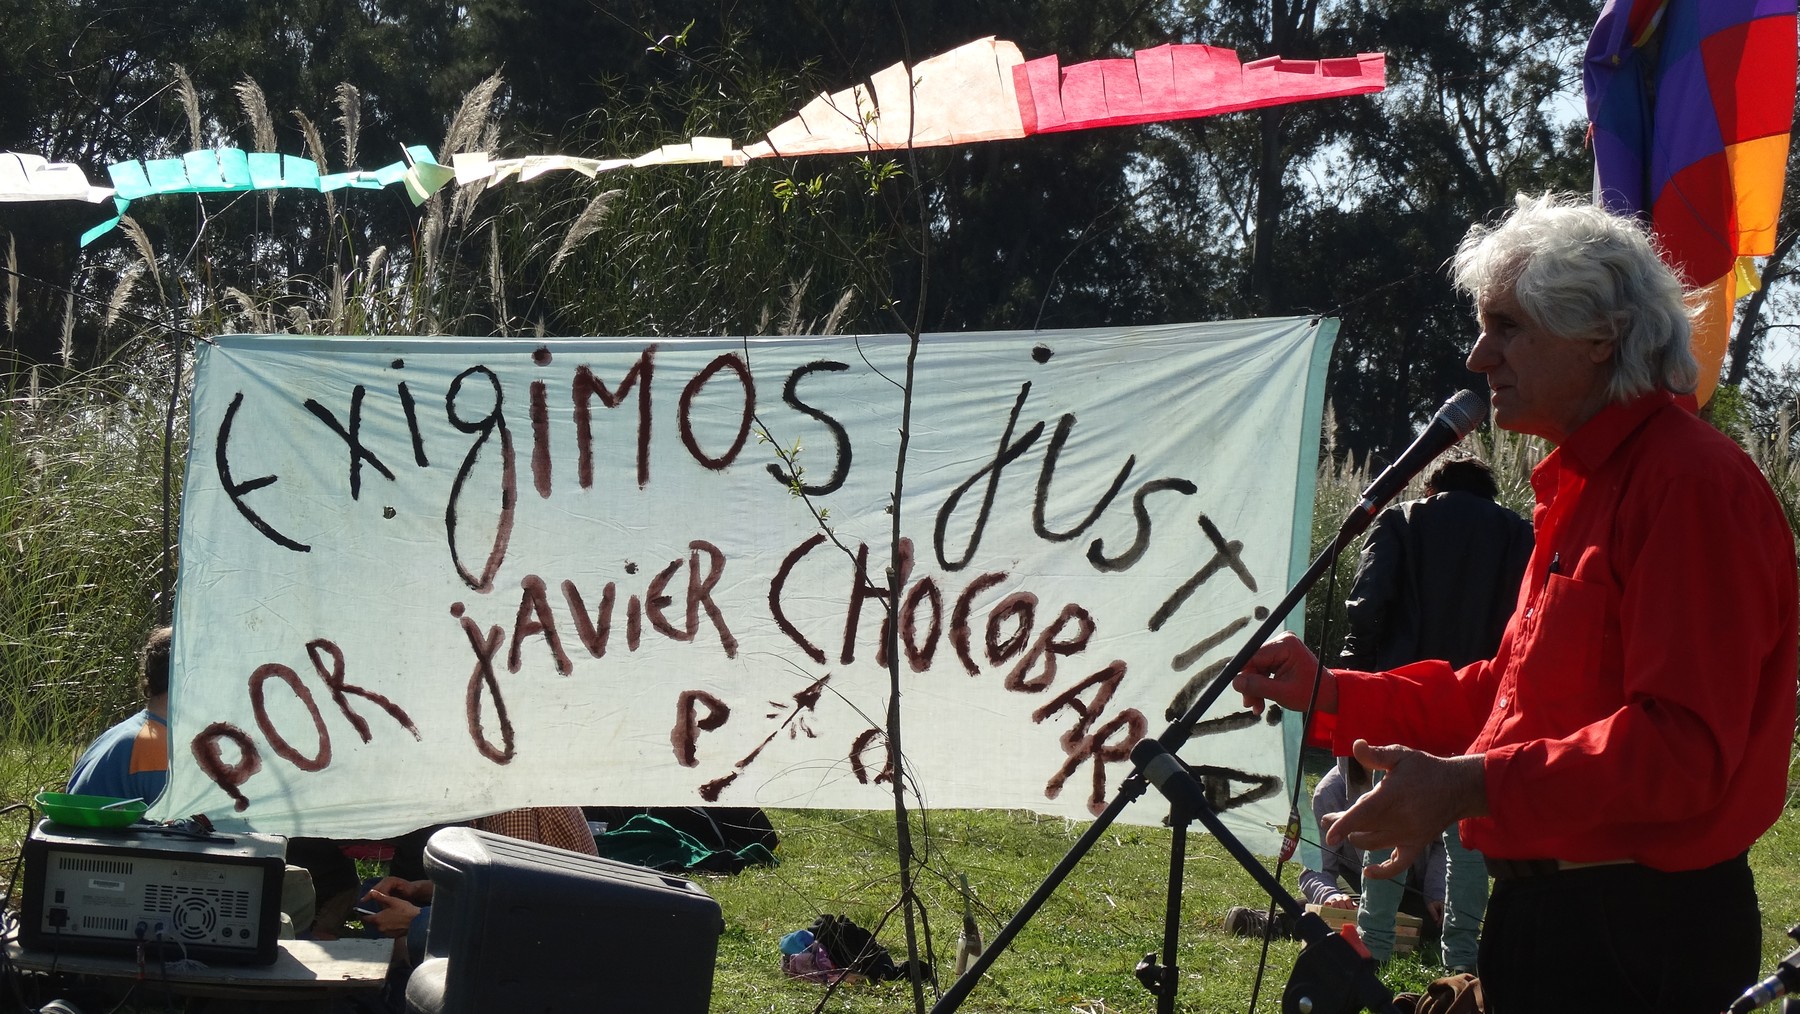 Exigimos justicia
por javier CHOCOBAR
P Q